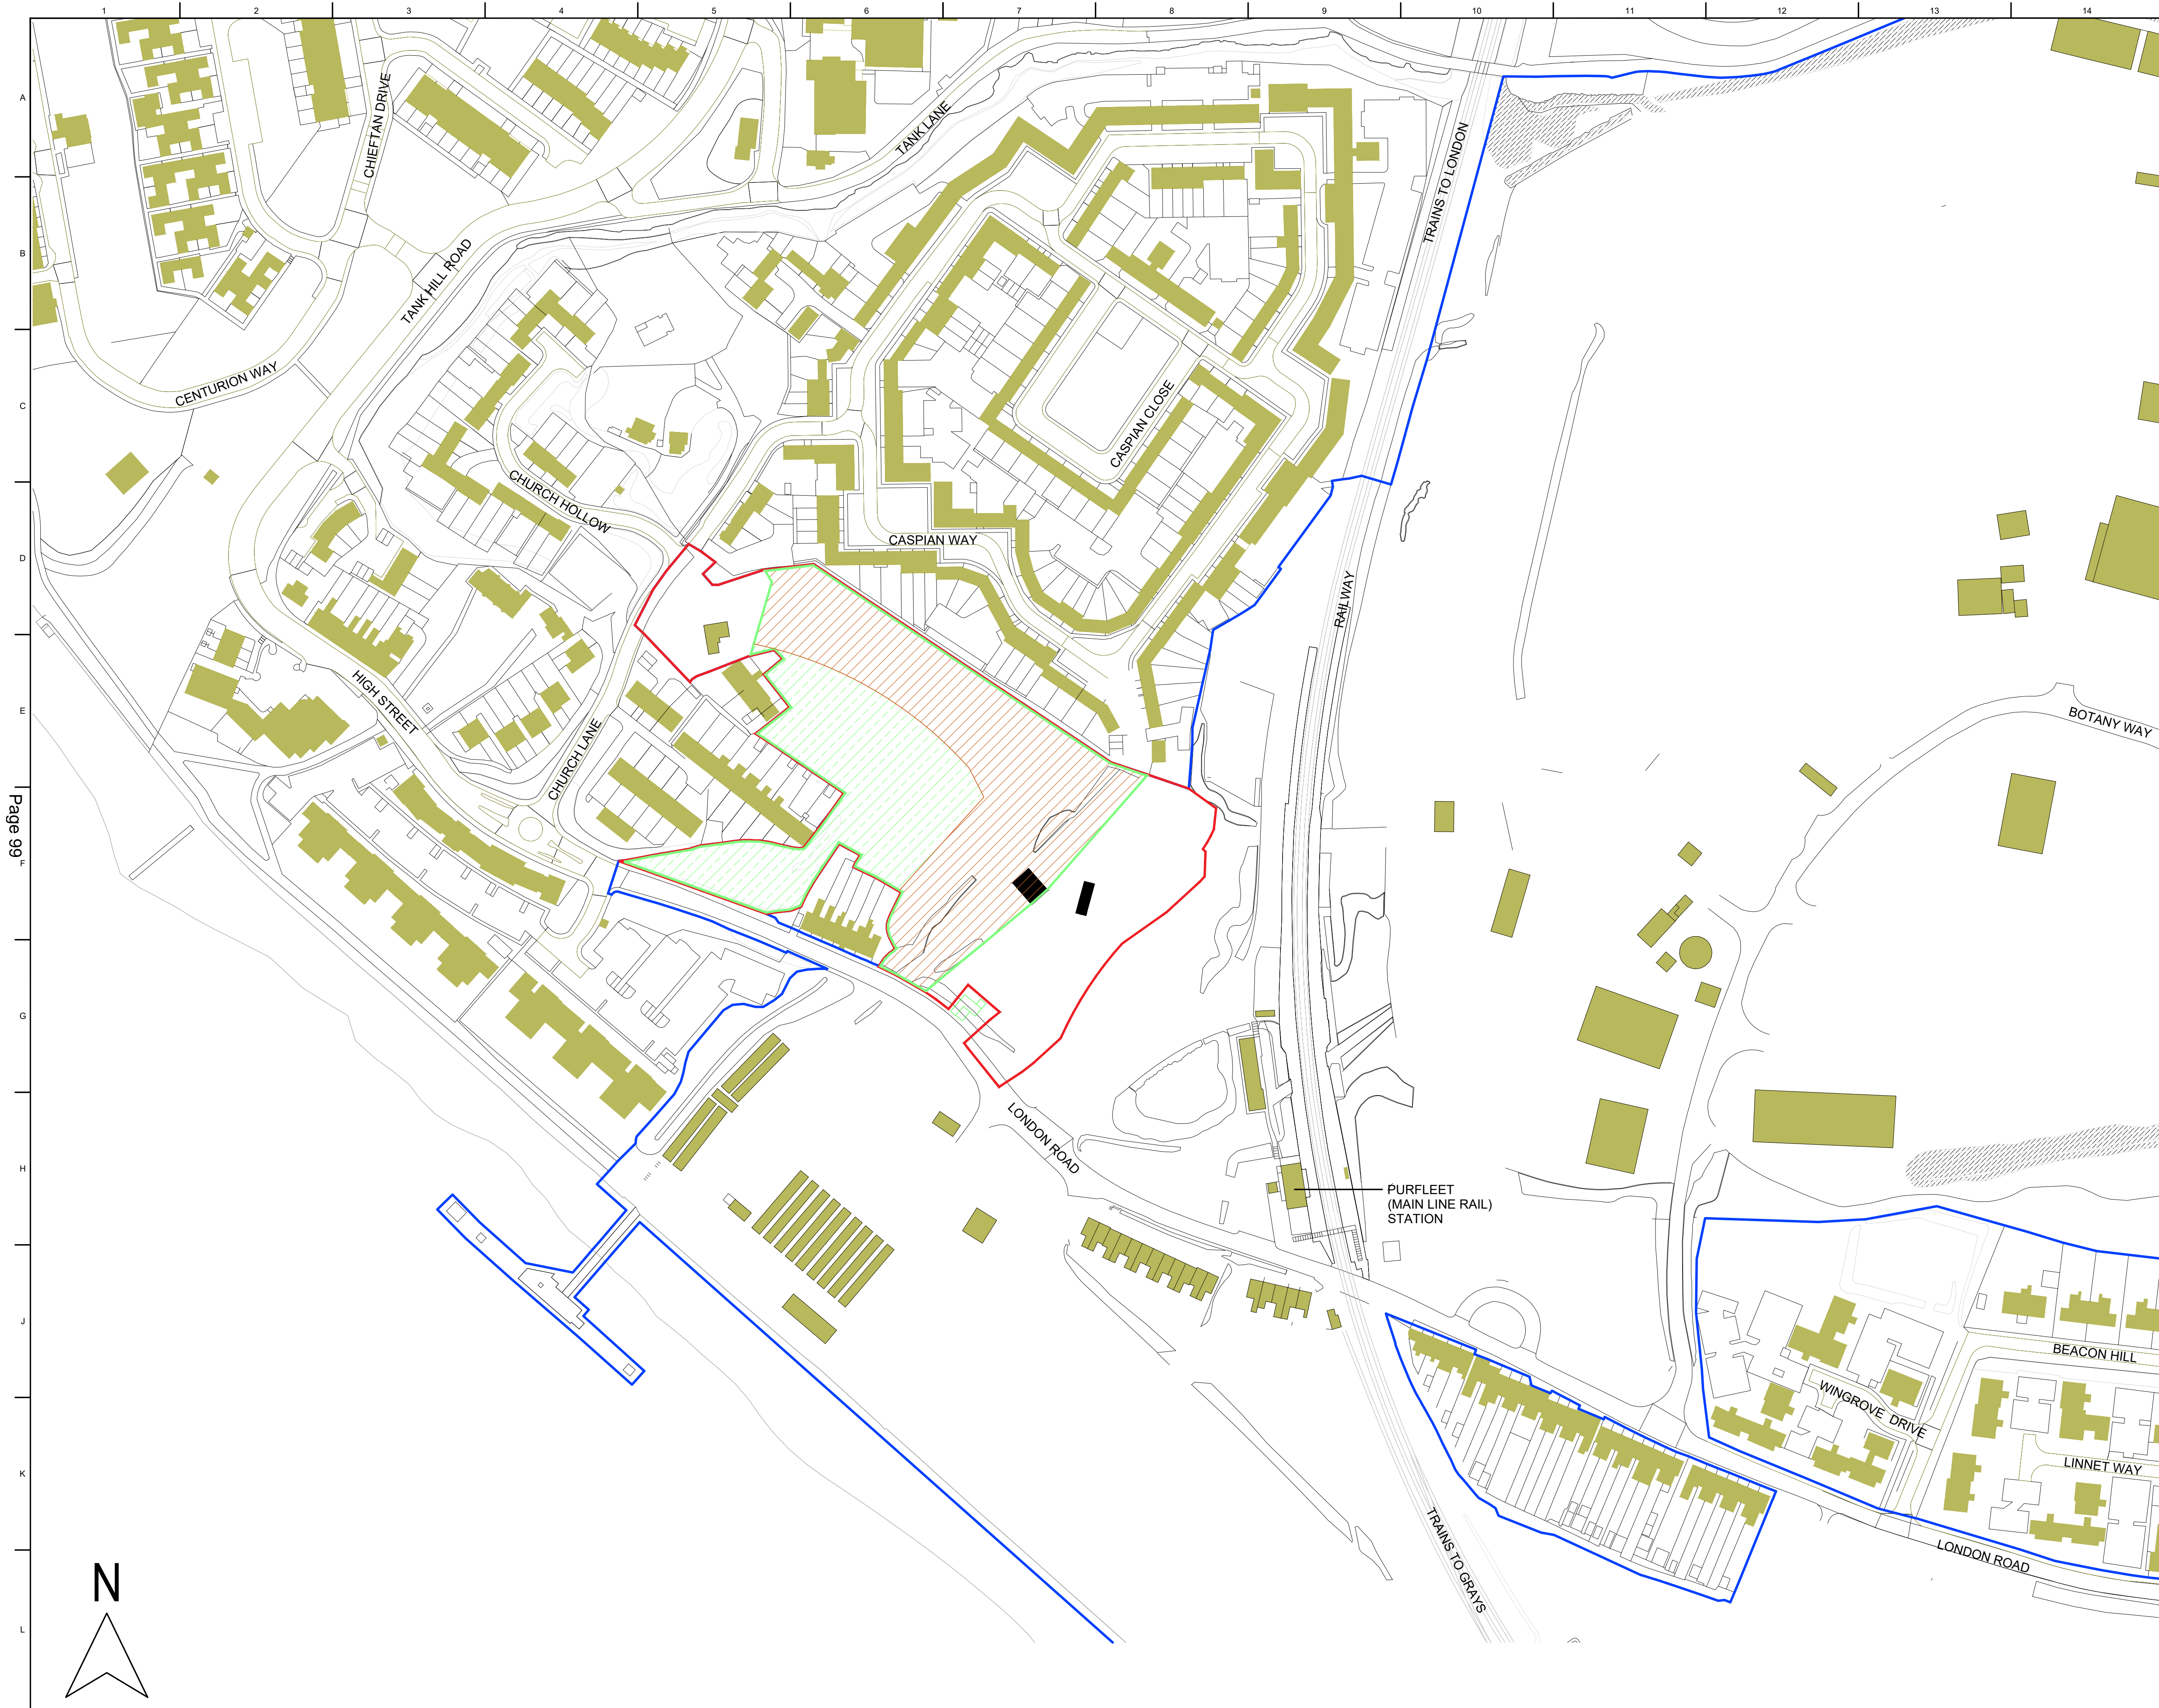 1 2 3 4 5 6 7 8 9 10 11 12 13 14
A
CHIEFTAN DRIVE
TANK LANE
TRAINS TO LONDON
B
TANK HILL ROAD
C
CENTURION WAY
CASPIAN CLOSE
CHURCH HOLLOW
D
CASPIAN WAY
RAILWAY
E
HIGH STREET
BOTANY WAY
CHURCH LANE
Page 99
F
G
LONDON ROAD
H
PURFLEET
(MAIN LINE RAIL)
STATION
J
BEACON HILL
WINGROVE DRIVE
K
LINNET WAY
TRAINS TO GRAYS
LONDON ROAD
N
L